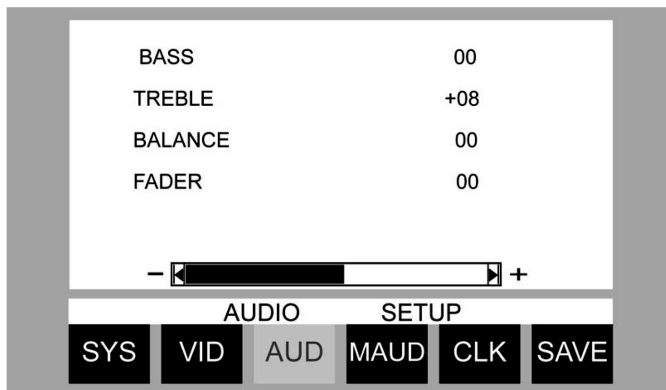 BASS 00
TREBLE +08
BALANCE 00
FADER 00
- +
AUDIO SETUP
SYS VID AUD MAUD CLK SAVE